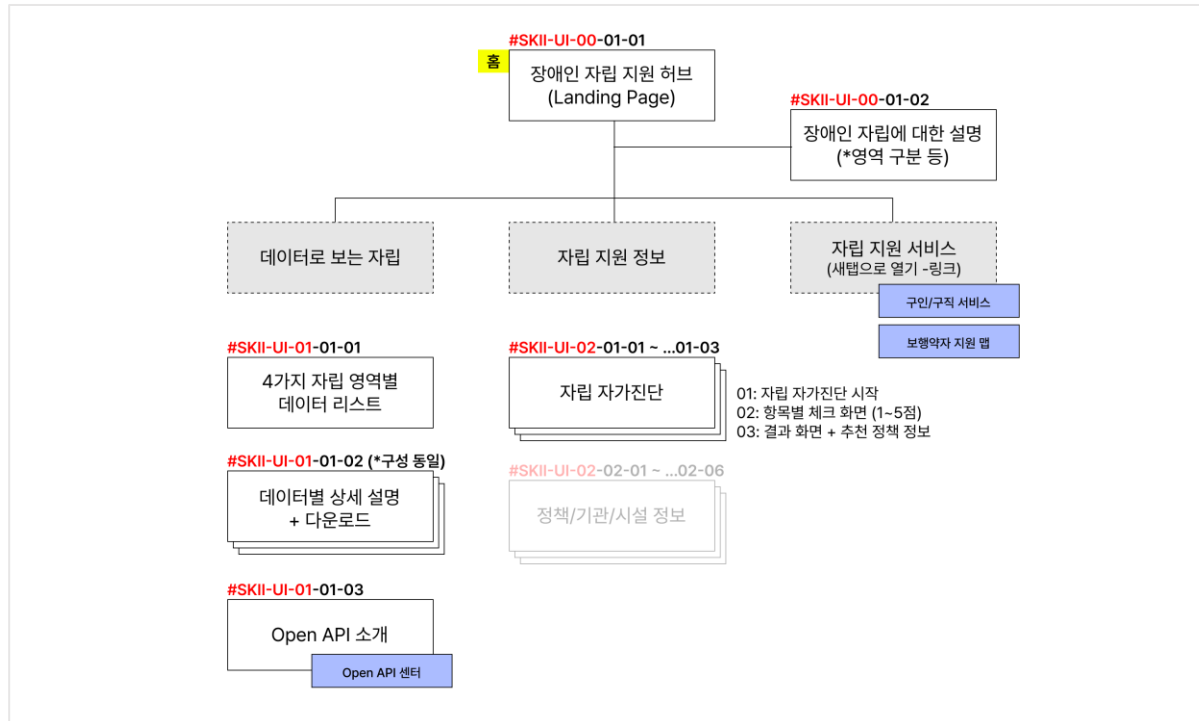 #SKII-UI-00-01-01
홈
장애인 자립 지원 허브
(Landing Page)
#SKII-UI-00-01-02
장애인 자립에 대한 설명
(*영역 구분 등)
데이터로 보는 자립
자립 지원 정보
자립 지원 서비스
(새탭으로 열기 -링크)
구인/구직 서비스
보행약자 지원 맵
#SKII-UI-01-01-01
4가지 자립 영역별
데이터 리스트
#SKII-UI-01-01-02 (*구성 동일)
데이터별 상세 설명
+ 다운로드
#SKII-UI-01-01-03
Open API 소개
Open API 센터
#SKII-UI-02-01-01 ~ ...01-03
자립 자가진단
01: 자립 자가진단 시작
02: 항목별 체크 화면 (1~5점)
03: 결과 화면 + 추천 정책 정보
#SKII-UI-02-02-01 ~ ...02-06
정책/기관/시설 정보